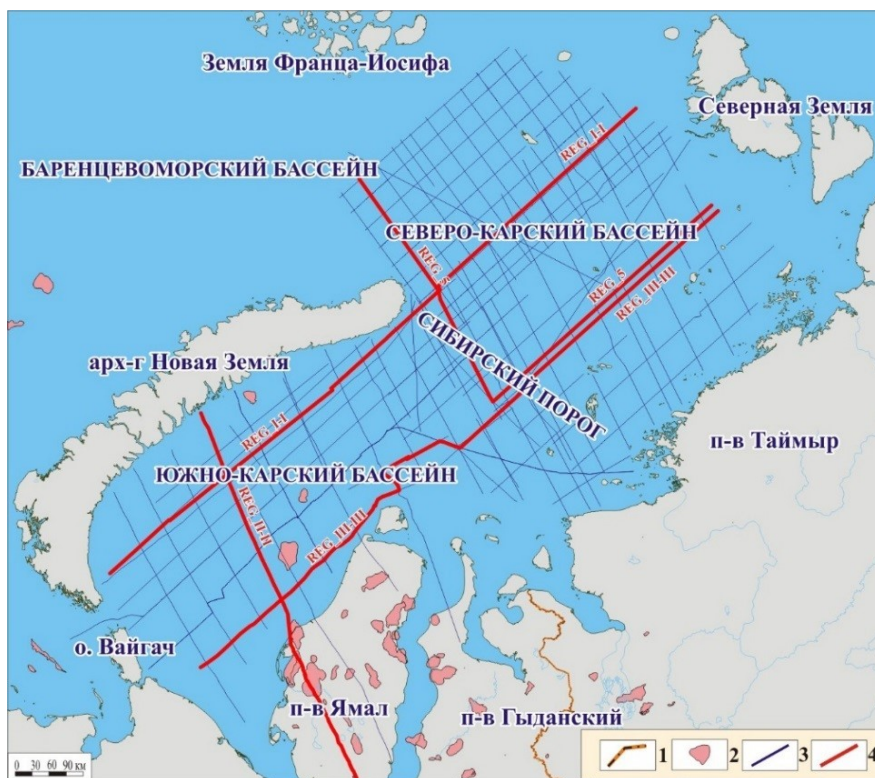 Земля Франца-Иосифа
Северная Земля
БАРЕНЦЕВОМОРСКИЙ БАССЕЙН
REG_I-I
СЕВЕРО-КАРСКИЙ БАССЕЙН
REG_5
REG_5
REG_III-III
СИБИРСКИЙ ПОРОГ
арх-г Новая Земля
REG_I-I
п-в Таймыр
ЮЖНО-КАРСКИЙ БАССЕЙН
REG_II-II
REG_III-III
о. Вайгач
п-в Ямал
п-в Гыданский
0 30 60 90 км
1 2 3 4